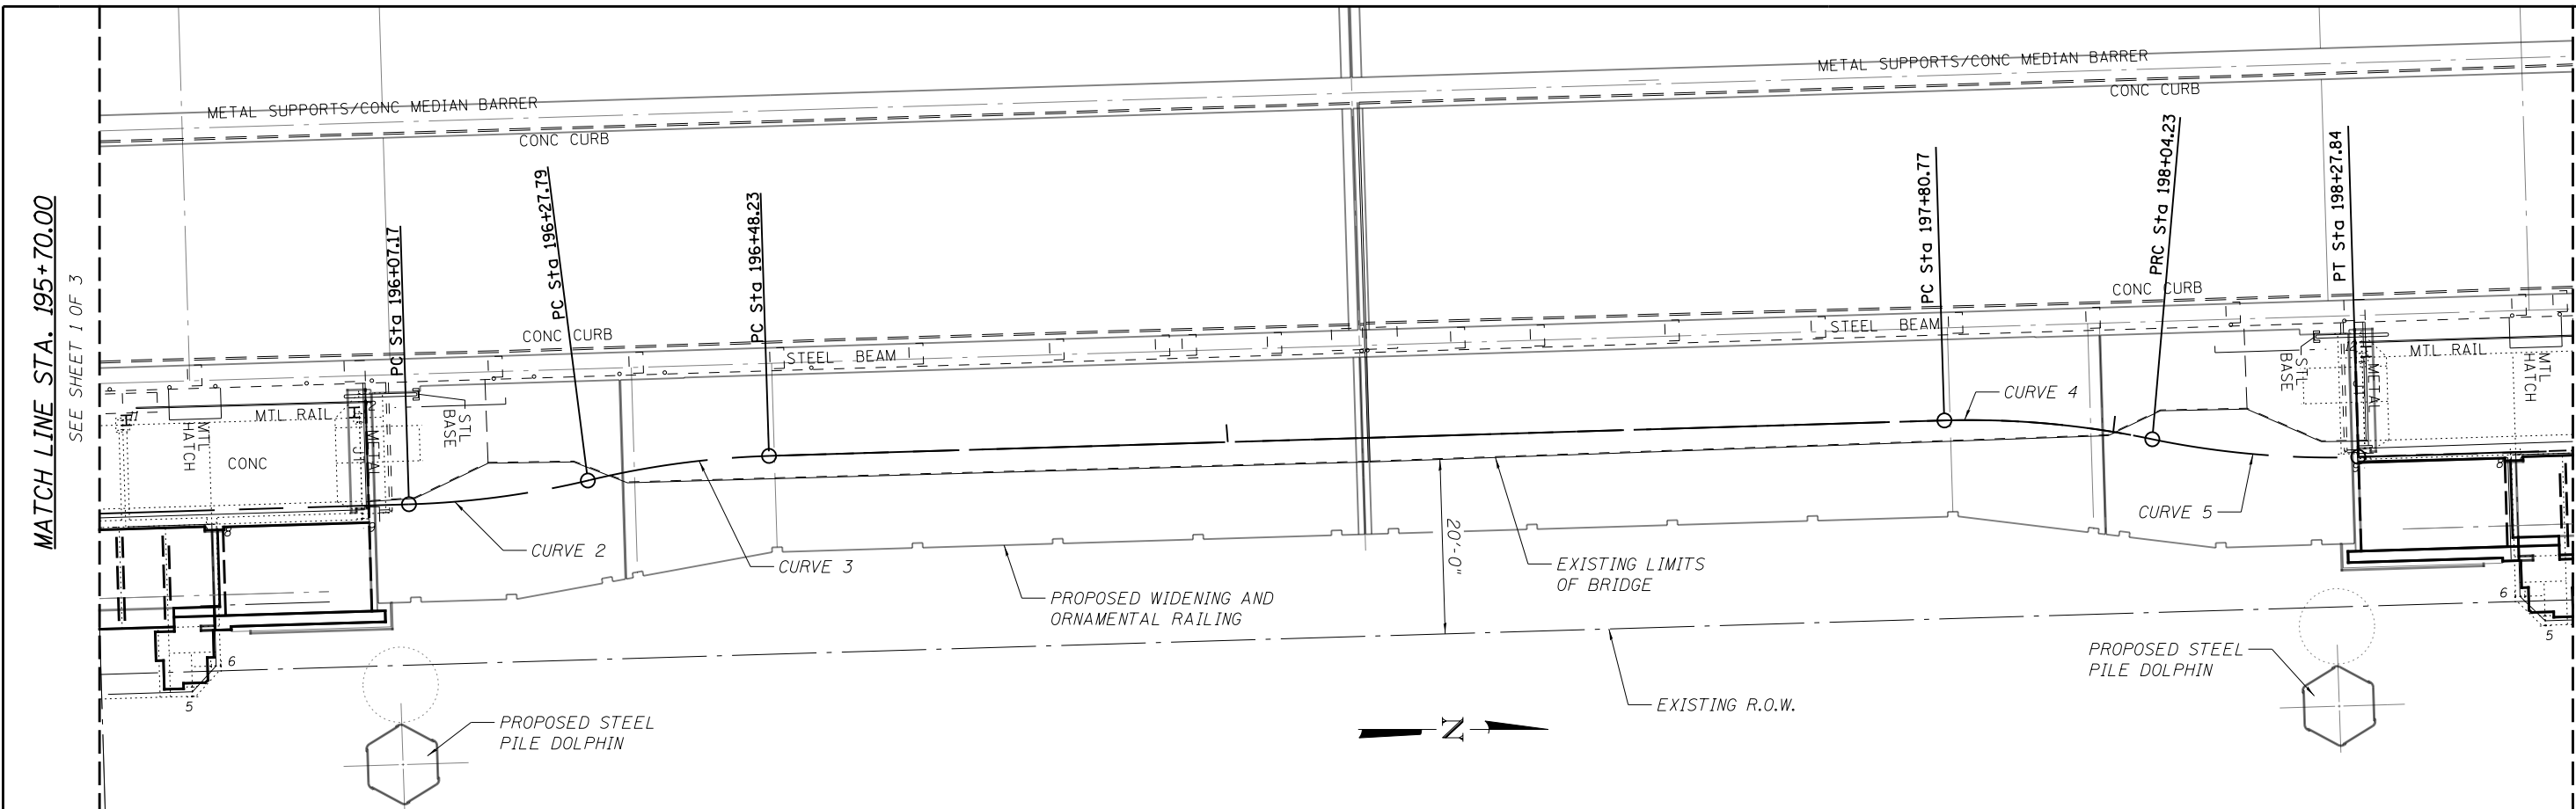 METAL SUPPORTS/CONC MEDIAN BARRER
CONC CURB
METAL SUPPORTS/CONC MEDIAN BARRER
CONC CURB
MATCH LINE STA. 195+70.00
SEE SHEET 1 OF 3
PC Sta 196+07.17
PC Sta 196+27.79
PC Sta 196+48.23
PC Sta 197+80.77
PRC Sta 198+04.23
PT Sta 198+27.84
CONC CURB
STEEL BEAM
STEEL BEAM
CONC CURB
MTL RAIL
MTL
HATCH
CONC
METAL
JT
STL
BASE
STL
BASE
METAL
MTL RAIL
MTL
HATCH
CURVE 2
CURVE 3
CURVE 4
CURVE 5
20'-0"
EXISTING LIMITS
OF BRIDGE
PROPOSED WIDENING AND
ORNAMENTAL RAILING
8
8
6
5
6
5
PROPOSED STEEL
PILE DOLPHIN
N
EXISTING R.O.W.
PROPOSED STEEL
PILE DOLPHIN